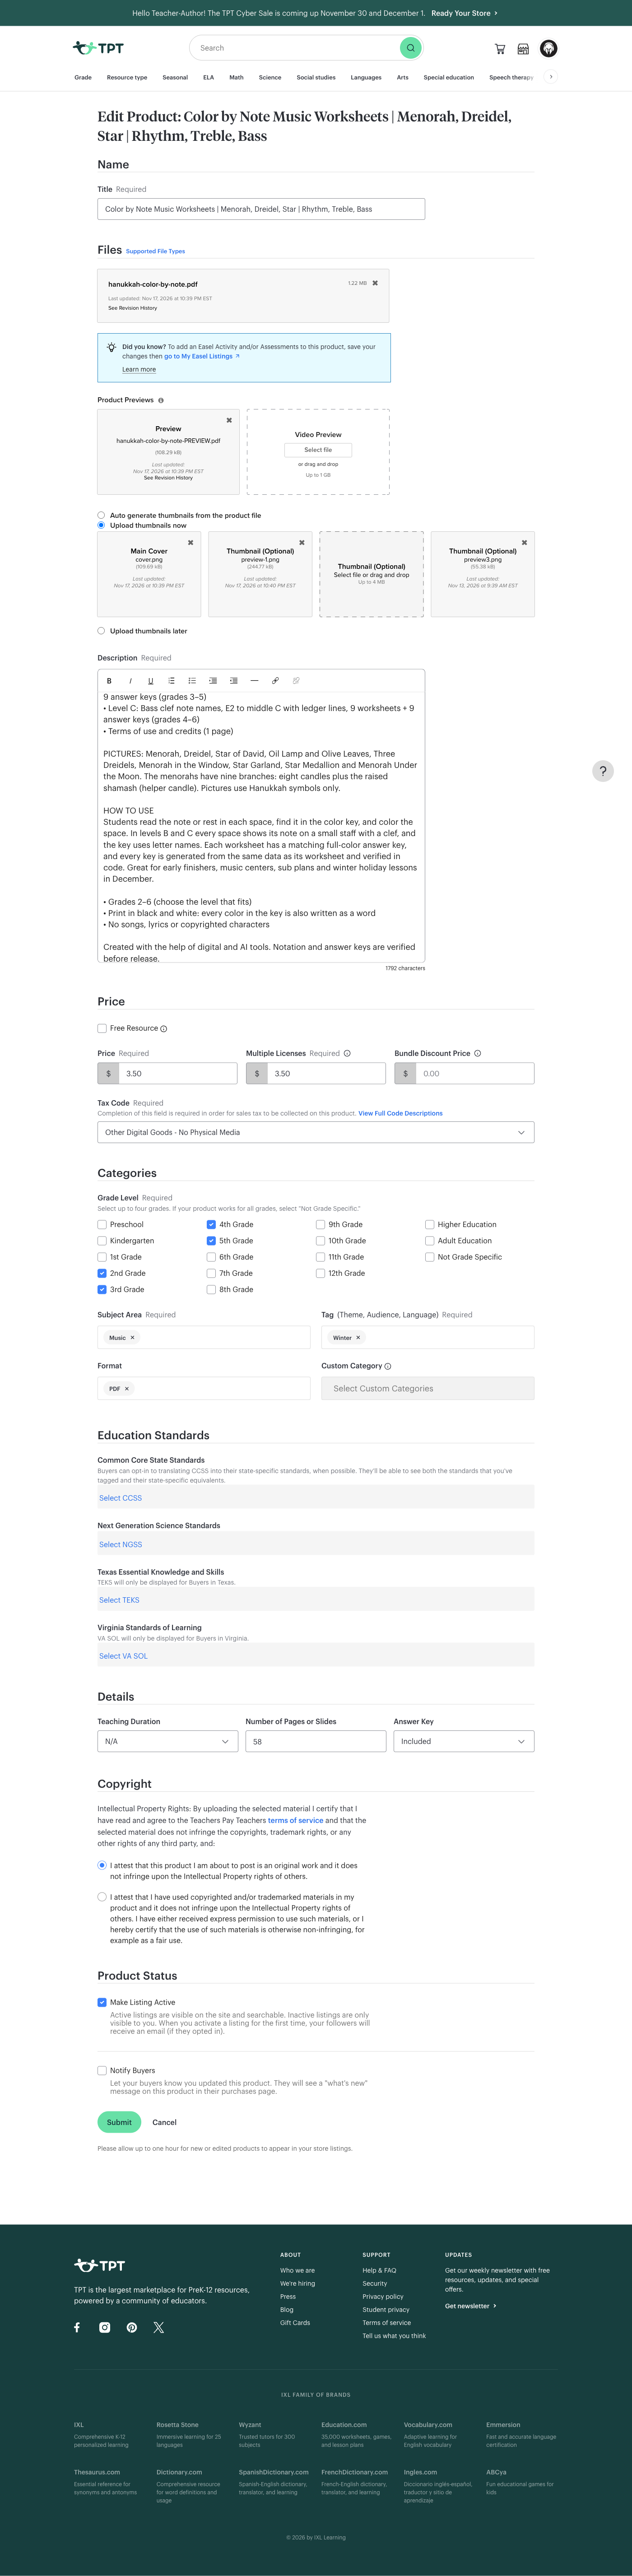 Hello Teacher-Author! The TPT Cyber Sale is coming up November 30 and December 1. Ready Your Store
TPT
Search
Grade Resource type Seasonal ELA Math Science Social studies Languages Arts Special education Speech therapy
Edit Product: Color by Note Music Worksheets | Menorah, Dreidel,
Star | Rhythm, Treble, Bass
Name
Title Required
Color by Note Music Worksheets | Menorah, Dreidel, Star | Rhythm, Treble, Bass
Files Supported File Types
hanukkah-color-by-note.pdf
1.22 MB
Last updated: Nov 17, 2026 at 10:39 PM EST
See Revision History
Did you know? To add an Easel Activity and/or Assessments to this product, save your
changes then go to My Easel Listings
Learn more
Product Previews
Preview
hanukkah-color-by-note-PREVIEW.pdf
(108.29 kB)
Last updated:
Nov 17, 2026 at 10:39 PM EST
See Revision History
Video Preview
Select file
or drag and drop
Up to 1 GB
Auto generate thumbnails from the product file
Upload thumbnails now
Main Cover
cover.png
(109.69 kB)
Last updated:
Nov 17, 2026 at 10:39 PM EST
Thumbnail (Optional)
preview-1.png
(244.77 kB)
Last updated:
Nov 17, 2026 at 10:40 PM EST
Thumbnail (Optional)
Select file or drag and drop
Up to 4 MB
Thumbnail (Optional)
preview3.png
(55.38 kB)
Last updated:
Nov 13, 2026 at 9:39 AM EST
Upload thumbnails later
Description Required
B I U
9 answer keys (grades 3–5)
• Level C: Bass clef note names, E2 to middle C with ledger lines, 9 worksheets + 9
answer keys (grades 4–6)
• Terms of use and credits (1 page)
PICTURES: Menorah, Dreidel, Star of David, Oil Lamp and Olive Leaves, Three
Dreidels, Menorah in the Window, Star Garland, Star Medallion and Menorah Under
the Moon. The menorahs have nine branches: eight candles plus the raised
shamash (helper candle). Pictures use Hanukkah symbols only.
HOW TO USE
Students read the note or rest in each space, find it in the color key, and color the
space. In levels B and C every space shows its note on a small staff with a clef, and
the key uses letter names. Each worksheet has a matching full-color answer key,
and every key is generated from the same data as its worksheet and verified in
code. Great for early finishers, music centers, sub plans and winter holiday lessons
in December.
• Grades 2–6 (choose the level that fits)
• Print in black and white: every color in the key is also written as a word
• No songs, lyrics or copyrighted characters
Created with the help of digital and AI tools. Notation and answer keys are verified
before release.
1792 characters
?
Price
Free Resource
Price Required
$ 3.50
Multiple Licenses Required
$ 3.50
Bundle Discount Price
$ 0.00
Tax Code Required
Completion of this field is required in order for sales tax to be collected on this product. View Full Code Descriptions
Other Digital Goods - No Physical Media
Categories
Grade Level Required
Select up to four grades. If your product works for all grades, select "Not Grade Specific."
Preschool 4th Grade 9th Grade Higher Education
Kindergarten 5th Grade 10th Grade Adult Education
1st Grade 6th Grade 11th Grade Not Grade Specific
2nd Grade 7th Grade 12th Grade
3rd Grade 8th Grade
Subject Area Required
Music
Tag (Theme, Audience, Language) Required
Winter
Format
PDF
Custom Category
Select Custom Categories
Education Standards
Common Core State Standards
Buyers can opt-in to translating CCSS into their state-specific standards, when possible. They'll be able to see both the standards that you've
tagged and their state-specific equivalents.
Select CCSS
Next Generation Science Standards
Select NGSS
Texas Essential Knowledge and Skills
TEKS will only be displayed for Buyers in Texas.
Select TEKS
Virginia Standards of Learning
VA SOL will only be displayed for Buyers in Virginia.
Select VA SOL
Details
Teaching Duration
N/A
Number of Pages or Slides
58
Answer Key
Included
Copyright
Intellectual Property Rights: By uploading the selected material I certify that I
have read and agree to the Teachers Pay Teachers terms of service and that the
selected material does not infringe the copyrights, trademark rights, or any
other rights of any third party, and:
I attest that this product I am about to post is an original work and it does
not infringe upon the Intellectual Property rights of others.
I attest that I have used copyrighted and/or trademarked materials in my
product and it does not infringe upon the Intellectual Property rights of
others. I have either received express permission to use such materials, or I
hereby certify that the use of such materials is otherwise non-infringing, for
example as a fair use.
Product Status
Make Listing Active
Active listings are visible on the site and searchable. Inactive listings are only
visible to you. When you activate a listing for the first time, your followers will
receive an email (if they opted in).
Notify Buyers
Let your buyers know you updated this product. They will see a "what's new"
message on this product in their purchases page.
Submit Cancel
Please allow up to one hour for new or edited products to appear in your store listings.
TPT
TPT is the largest marketplace for PreK-12 resources,
powered by a community of educators.
ABOUT
Who we are
We're hiring
Press
Blog
Gift Cards
SUPPORT
Help & FAQ
Security
Privacy policy
Student privacy
Terms of service
Tell us what you think
UPDATES
Get our weekly newsletter with free
resources, updates, and special
offers.
Get newsletter
IXL FAMILY OF BRANDS
IXL
Comprehensive K-12
personalized learning
Rosetta Stone
Immersive learning for 25
languages
Wyzant
Trusted tutors for 300
subjects
Education.com
35,000 worksheets, games,
and lesson plans
Vocabulary.com
Adaptive learning for
English vocabulary
Emmersion
Fast and accurate language
certification
Thesaurus.com
Essential reference for
synonyms and antonyms
Dictionary.com
Comprehensive resource
for word definitions and
usage
SpanishDictionary.com
Spanish-English dictionary,
translator, and learning
FrenchDictionary.com
French-English dictionary,
translator, and learning
Ingles.com
Diccionario inglés-español,
traductor y sitio de
aprendizaje
ABCya
Fun educational games for
kids
© 2026 by IXL Learning